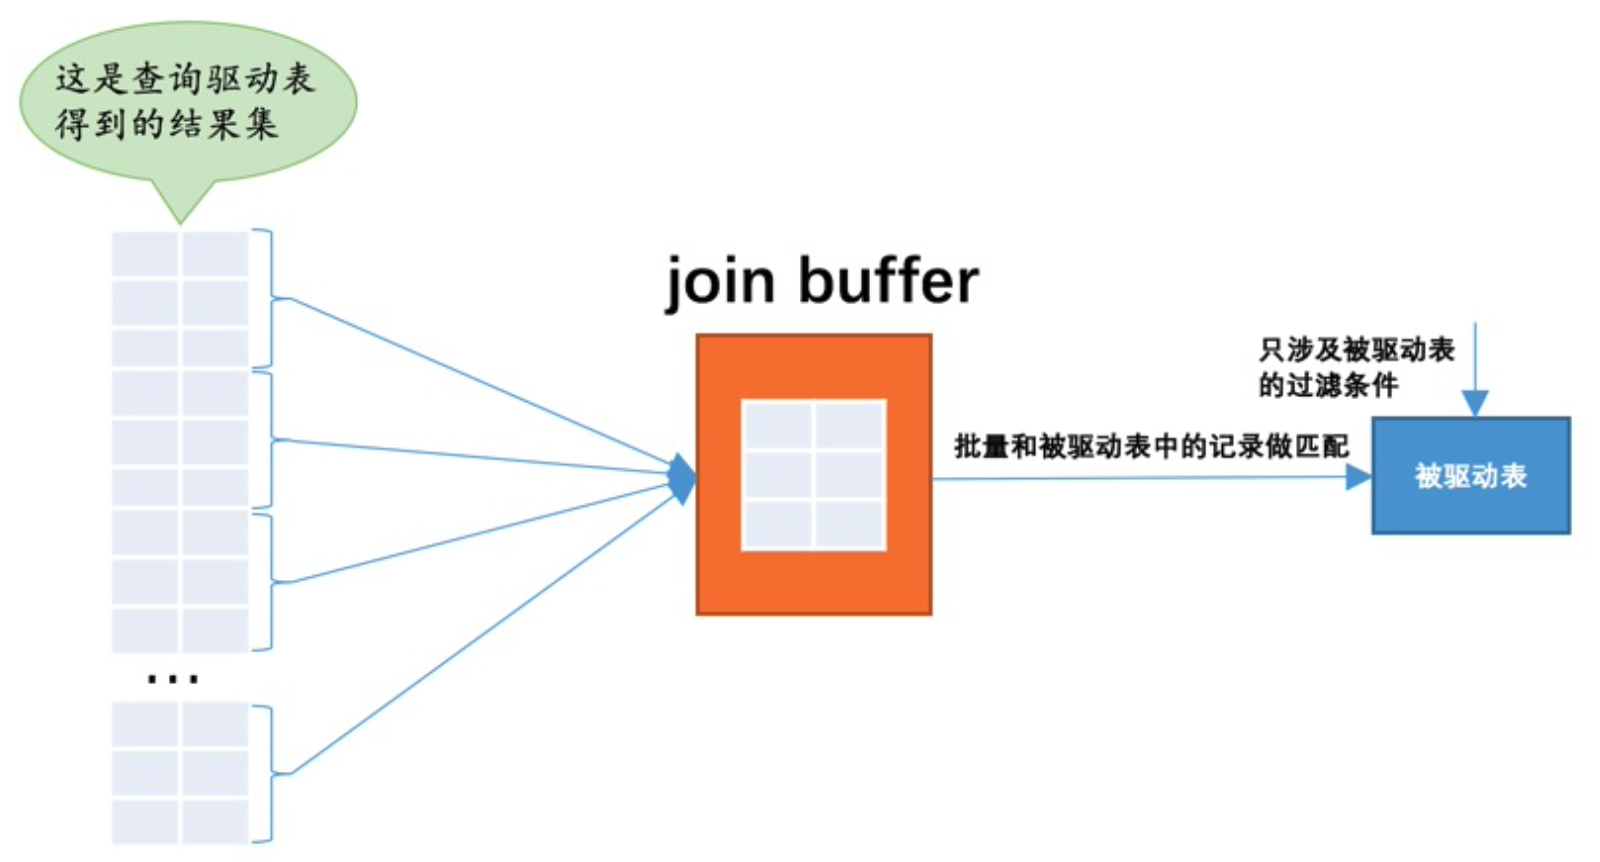 这是查询驱动表
得到的结果集
join buffer
只涉及被驱动表
的过滤条件
批量和被驱动表中的记录做匹配
被驱动表
...